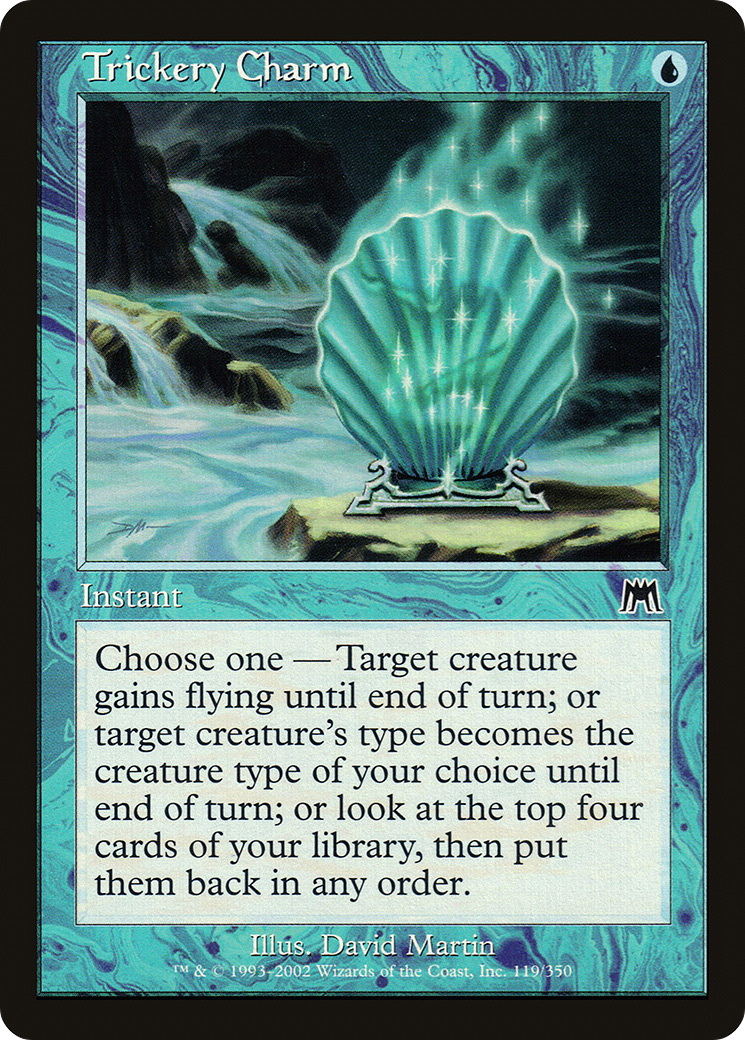 Trickery Charm
DM
Instant
Choose one — Target creature
gains flying until end of turn; or
target creature's type becomes the
creature type of your choice until
end of turn; or look at the top four
cards of your library, then put
them back in any order.
Illus. David Martin
™ & © 1993–2002 Wizards of the Coast, Inc. 119/350